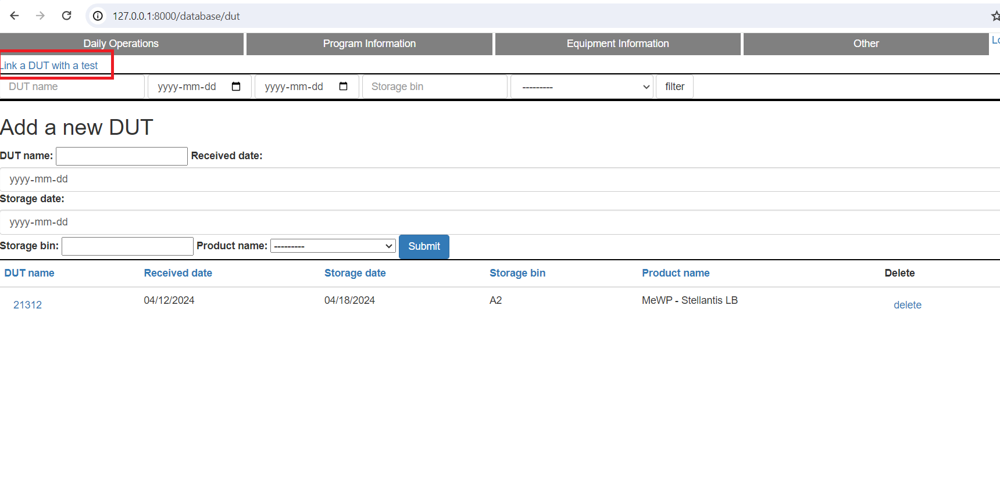 127.0.0.1:8000/database/dut
Daily Operations Program Information Equipment Information Other Lo
Link a DUT with a test
DUT name yyyy-mm-dd yyyy-mm-dd Storage bin --------- filter
Add a new DUT
DUT name: Received date:
yyyy-mm-dd
Storage date:
yyyy-mm-dd
Storage bin: Product name: --------- Submit
DUT name Received date Storage date Storage bin Product name Delete
21312 04/12/2024 04/18/2024 A2 MeWP - Stellantis LB delete